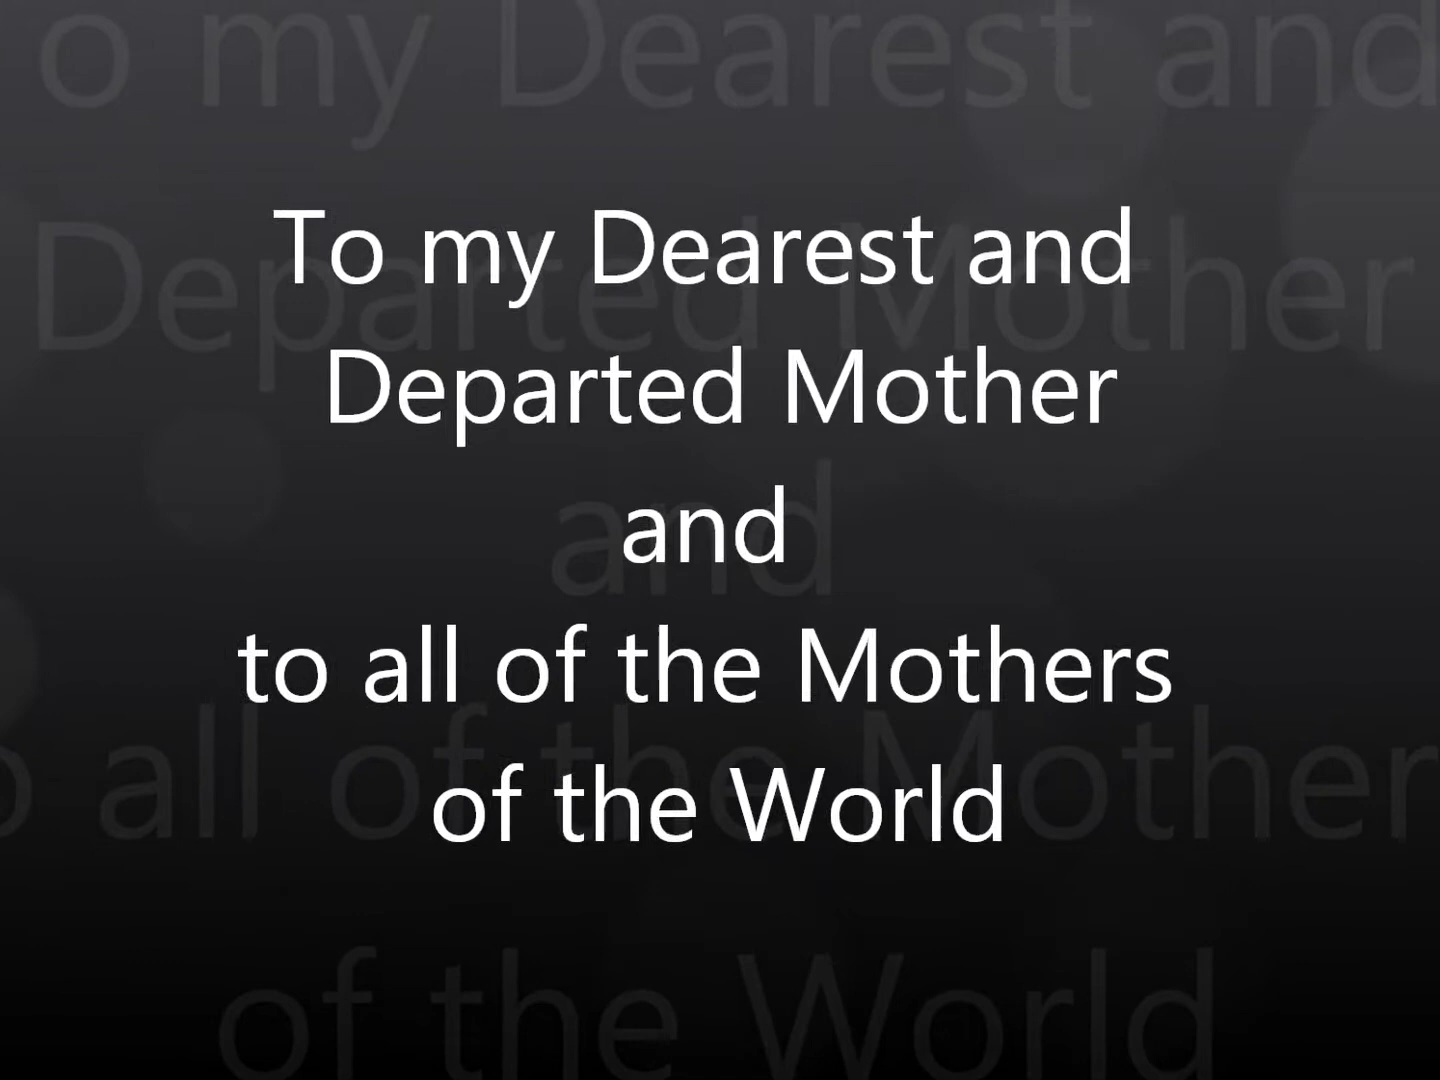 To my Dearest and
Departed Mother
and
to all of the Mothers
of the World